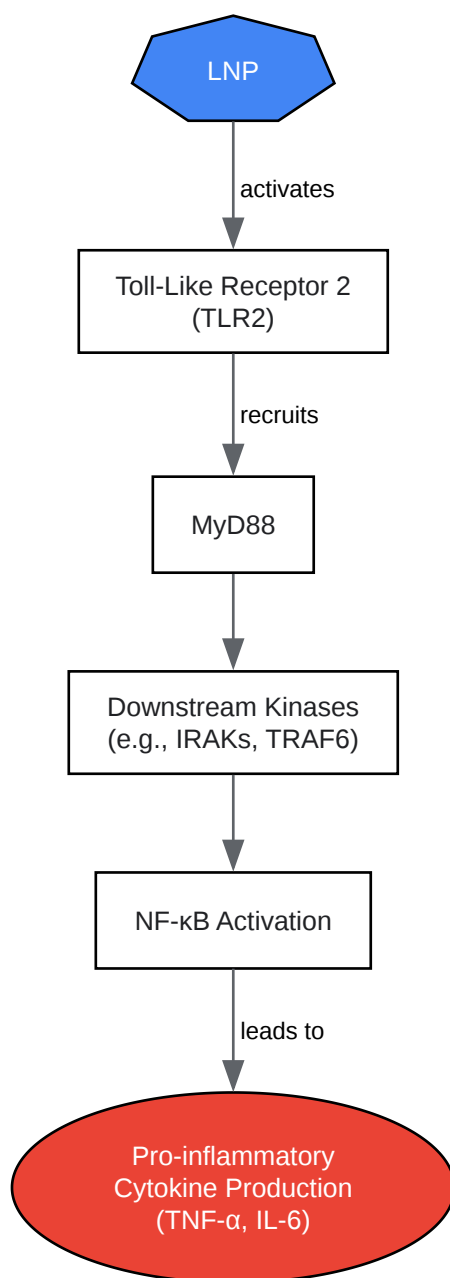 LNP
activates
Toll-Like Receptor 2
(TLR2)
recruits
MyD88
Downstream Kinases
(e.g., IRAKs, TRAF6)
NF-κB Activation
leads to
Pro-inflammatory
Cytokine Production
(TNF-α, IL-6)